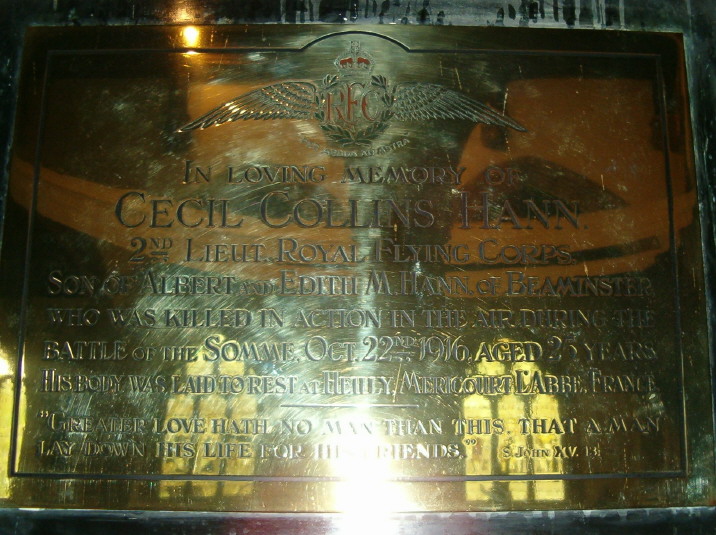 RFC
IN LOVING MEMORY OF
CECIL COLLINS HANN.
2ND LIEUT. ROYAL FLYING CORPS.
SON OF ALBERT AND EDITH M. HANN, OF BEAMINSTER
WHO WAS KILLED IN ACTION IN THE AIR DURING THE
BATTLE OF THE SOMME, OCT. 22ND 1916, AGED 25 YEARS
HIS BODY WAS LAID TO REST AT HEILLY/MERICOURT L'ABBE, FRANCE
"GREATER LOVE HATH NO MAN THAN THIS, THAT A MAN
LAY DOWN HIS LIFE FOR HIS FRIENDS." S. JOHN XV. 13